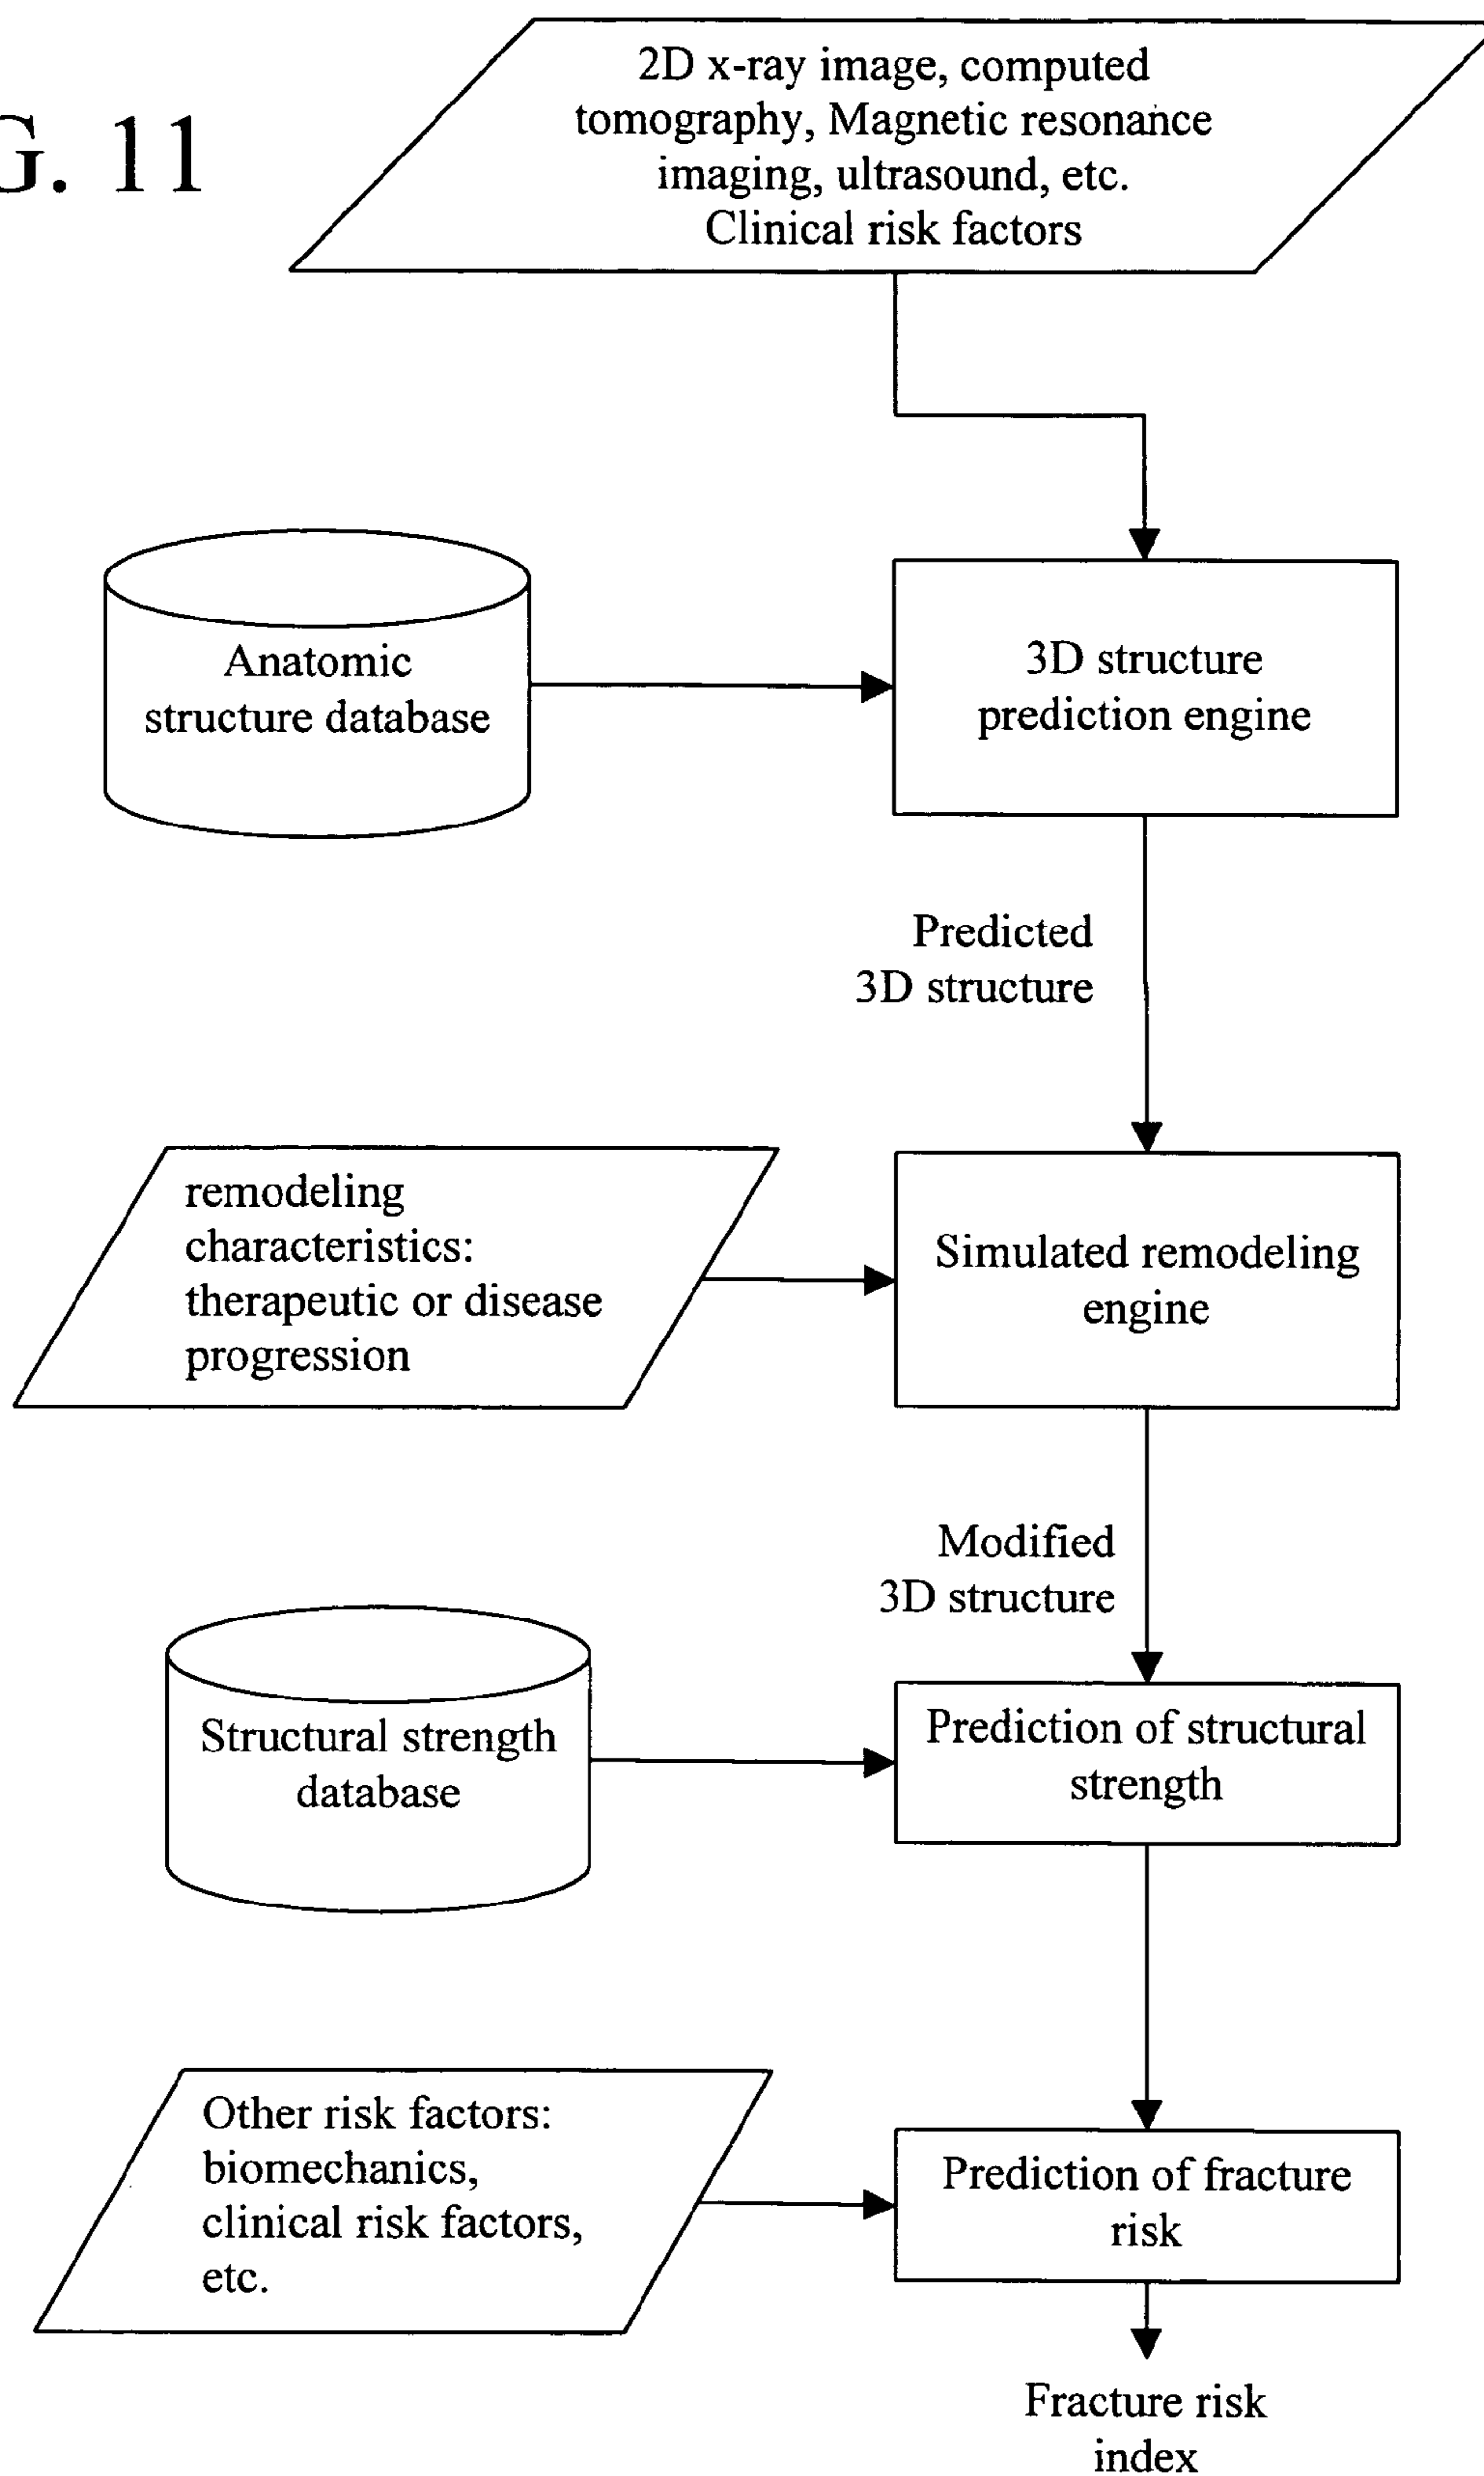 G. 11
2D x-ray image, computed
tomography, Magnetic resonance
imaging, ultrasound, etc.
Clinical risk factors
Anatomic
structure database
3D structure
prediction engine
Predicted
3D structure
remodeling
characteristics:
therapeutic or disease
progression
Simulated remodeling
engine
Modified
3D structure
Structural strength
database
Prediction of structural
strength
Other risk factors:
biomechanics,
clinical risk factors,
etc.
Prediction of fracture
risk
Fracture risk
index